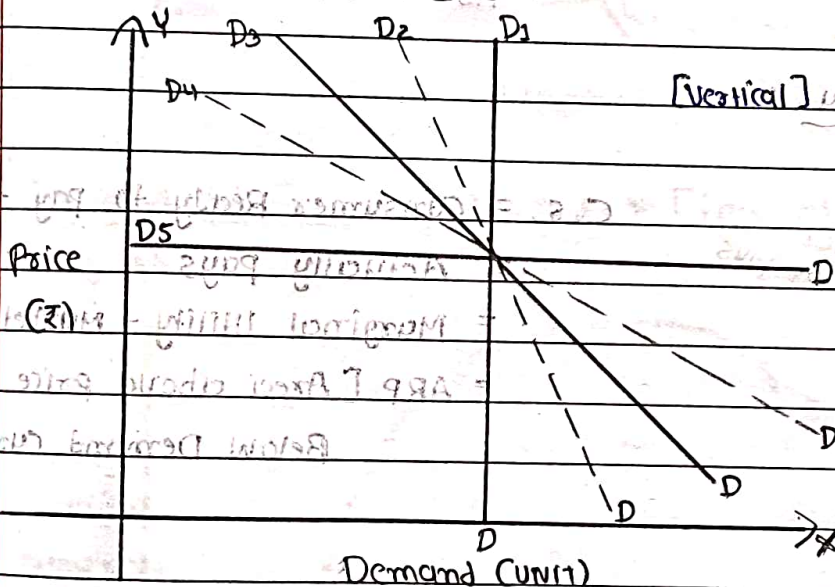 Y
D3
D2
D1
D4
[Vertical]
D5
Price
(₹)
D
D
D
D
D
X
Demand (UNIT)